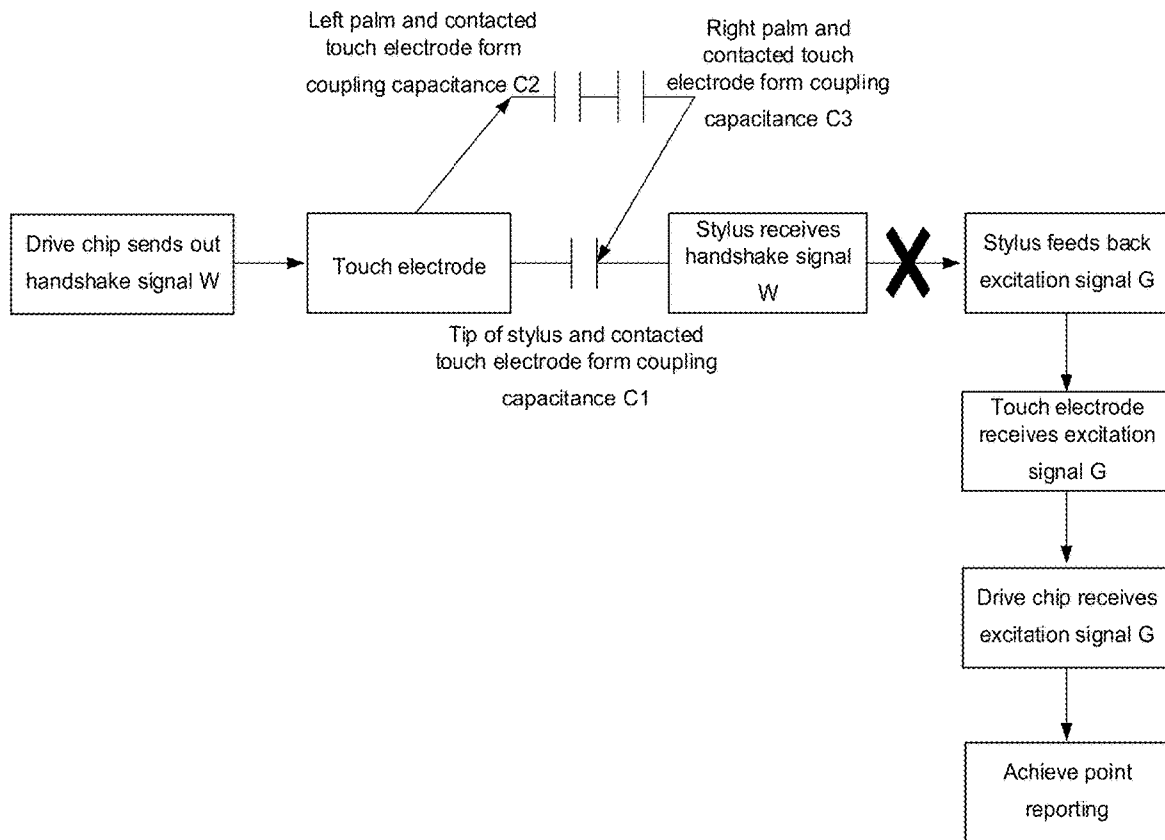 Left palm and contacted
touch electrode form
coupling capacitance C2
Right palm and
contacted touch
electrode form coupling
capacitance C3
Drive chip sends out
handshake signal W
Touch electrode
Stylus receives
handshake signal
W
Stylus feeds back
excitation signal G
Tip of stylus and contacted
touch electrode form coupling
capacitance C1
Touch electrode
receives excitation
signal G
Drive chip receives
excitation signal G
Achieve point
reporting